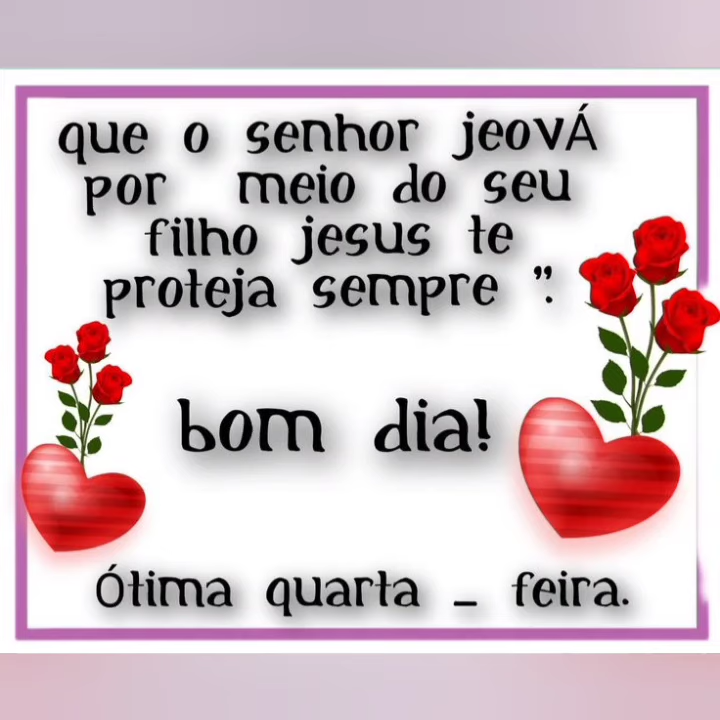 que o senhor jeovÁ
por meio do seu
filho jesus te
proteja sempre ".
bom dia!
Ótima quarta _ feira.